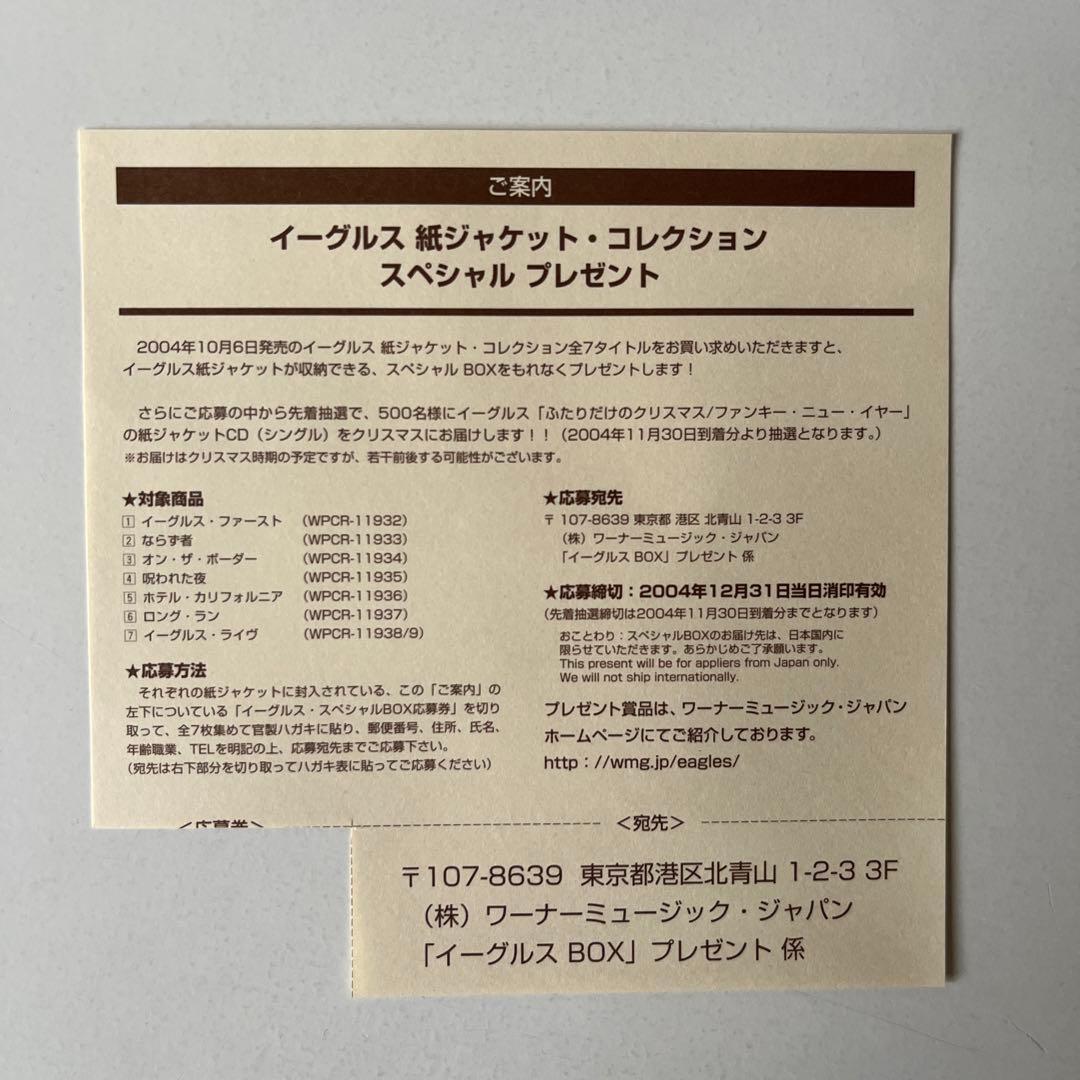 ご案内
イーグルス 紙ジャケット・コレクション
スペシャル プレゼント
2004年10月6日発売のイーグルス 紙ジャケット・コレクション全7タイトルをお買い求めいただきますと、
イーグルス紙ジャケットが収納できる、スペシャル BOXをもれなくプレゼントします！
さらにご応募の中から先着抽選で、500名様にイーグルス「ふたりだけのクリスマス/ファンキー・ニュー・イヤー」
の紙ジャケットCD（シングル）をクリスマスにお届けします！！（2004年11月30日到着分より抽選となります。）
※お届けはクリスマス時期の予定ですが、若干前後する可能性がございます。
★対象商品
1 イーグルス・ファースト （WPCR-11932）
2 ならず者 （WPCR-11933）
3 オン・ザ・ボーダー （WPCR-11934）
4 呪われた夜 （WPCR-11935）
5 ホテル・カリフォルニア （WPCR-11936）
6 ロング・ラン （WPCR-11937）
7 イーグルス・ライヴ （WPCR-11938/9）
★応募方法
それぞれの紙ジャケットに封入されている、この「ご案内」の
左下についている「イーグルス・スペシャルBOX応募券」を切り
取って、全7枚集めて官製ハガキに貼り、郵便番号、住所、氏名、
年齢職業、TELを明記の上、応募宛先までご応募下さい。
（宛先は右下部分を切り取ってハガキ表に貼ってご応募ください）
★応募宛先
〒107-8639 東京都 港区 北青山 1-2-3 3F
（株）ワーナーミュージック・ジャパン
「イーグルス BOX」プレゼント 係
★応募締切：2004年12月31日当日消印有効
（先着抽選締切は2004年11月30日到着分までとなります）
おことわり：スペシャルBOXのお届け先は、日本国内に
限らせていただきます。あらかじめご了承願います。
This present will be for appliers from Japan only.
We will not ship internationally.
プレゼント賞品は、ワーナーミュージック・ジャパン
ホームページにてご紹介しております。
http：//wmg.jp/eagles/
＜応募券＞
＜宛先＞
〒107-8639 東京都港区北青山 1-2-3 3F
（株）ワーナーミュージック・ジャパン
「イーグルス BOX」プレゼント 係